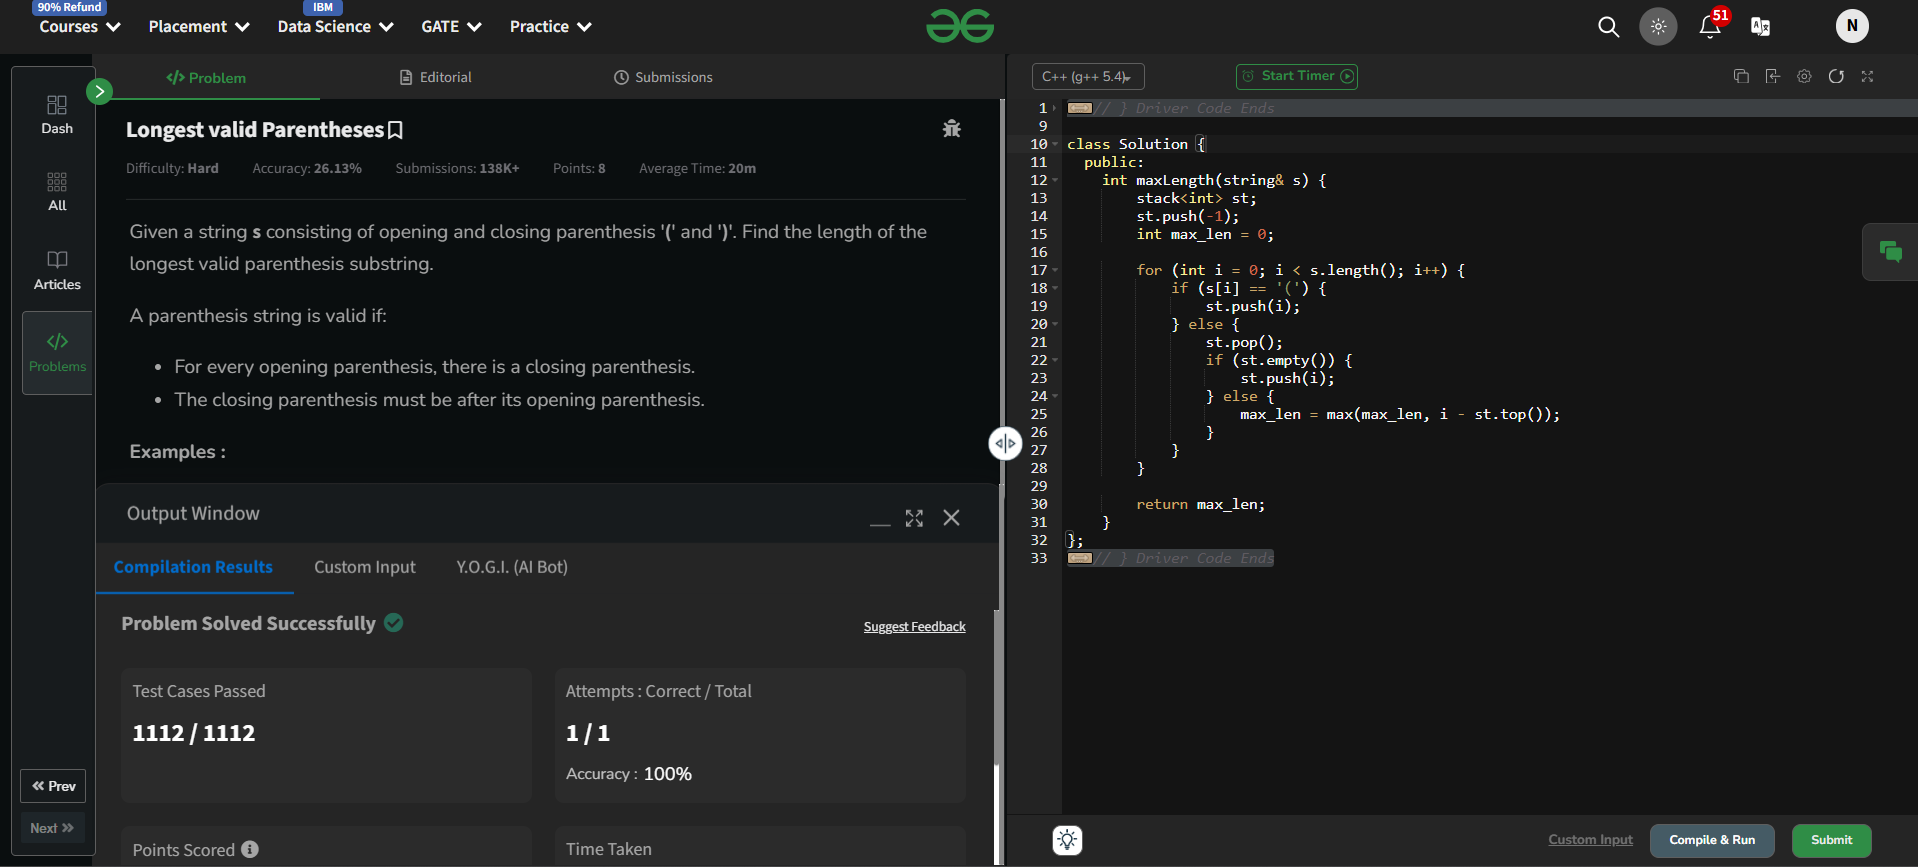 90% Refund
IBM
Courses Placement Data Science GATE Practice
51
N
Dash
All
Articles
Problems
Prev
Next
Problem Editorial Submissions
Longest valid Parentheses
Difficulty: Hard Accuracy: 26.13% Submissions: 138K+ Points: 8 Average Time: 20m
Given a string s consisting of opening and closing parenthesis '(' and ')'. Find the length of the
longest valid parenthesis substring.
A parenthesis string is valid if:
• For every opening parenthesis, there is a closing parenthesis.
• The closing parenthesis must be after its opening parenthesis.
Examples :
Output Window
Compilation Results Custom Input Y.O.G.I. (AI Bot)
Problem Solved Successfully
Suggest Feedback
Test Cases Passed
1112 / 1112
Attempts : Correct / Total
1 / 1
Accuracy : 100%
Points Scored
Time Taken
C++ (g++ 5.4)
Start Timer
1 // } Driver Code Ends
9
10 class Solution {
11 public:
12 int maxLength(string& s) {
13 stack<int> st;
14 st.push(-1);
15 int max_len = 0;
16
17 for (int i = 0; i < s.length(); i++) {
18 if (s[i] == '(') {
19 st.push(i);
20 } else {
21 st.pop();
22 if (st.empty()) {
23 st.push(i);
24 } else {
25 max_len = max(max_len, i - st.top());
26 }
27 }
28 }
29
30 return max_len;
31 }
32 };
33 // } Driver Code Ends
Custom Input Compile & Run Submit